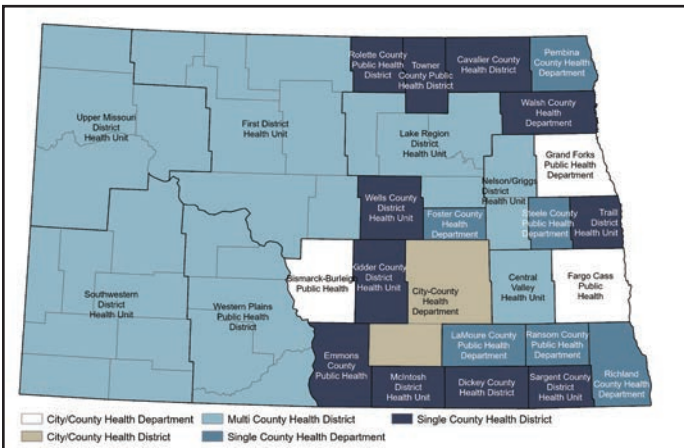 Rolette County
Public Health
District
Towner
County Public
Health District
Cavalier County
Health District
Pembina
County Health
Department
Walsh County
Health
Department
Upper Missouri
District
Health Unit
First District
Health Unit
Lake Region
District
Health Unit
Grand Forks
Public Health
Department
Nelson/Griggs
District
Health Unit
Wells County
District
Health Unit
Foster County
Health
Department
Steele County
Public Health
Department
Traill
District
Health Unit
Bismarck-Burleigh
Public Health
Kidder County
District
Health Unit
City-County
Health
Department
Central
Valley
Health Unit
Fargo Cass
Public
Health
Southwestern
District
Health Unit
Western Plains
Public Health
District
Emmons
County
Public Health
LaMoure County
Public Health
Department
Ransom County
Public Health
Department
McIntosh
District
Health Unit
Dickey County
Health District
Sargent County
District
Health Unit
Richland
County Health
Department
City/County Health Department
Multi County Health District
Single County Health District
City/County Health District
Single County Health Department